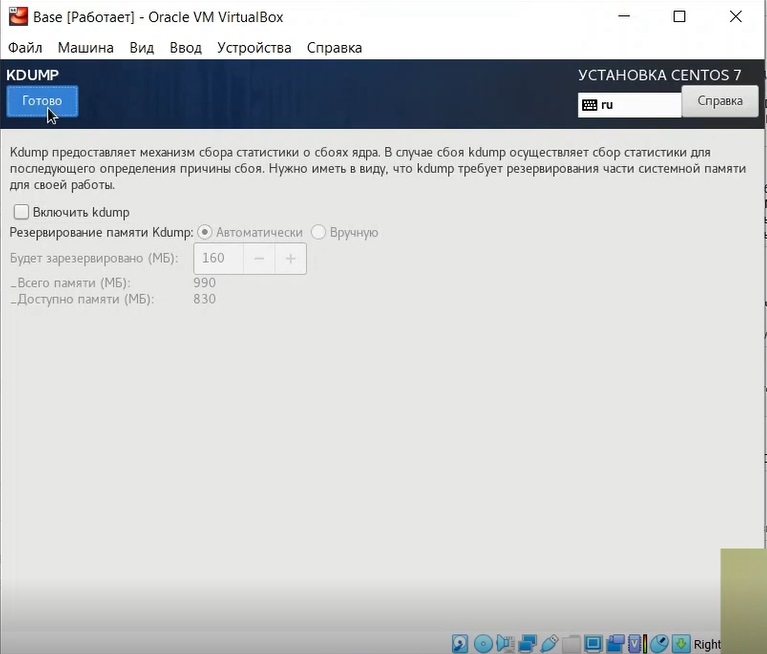 Base [Работает] - Oracle VM VirtualBox
Файл Машина Вид Ввод Устройства Справка
KDUMP
УСТАНОВКА CENTOS 7
Готово
ru
Справка
Kdump предоставляет механизм сбора статистики о сбоях ядра. В случае сбоя kdump осуществляет сбор статистики для
последующего определения причины сбоя. Нужно иметь в виду, что kdump требует резервирования части системной памяти
для своей работы.
Включить kdump
Резервирование памяти Kdump: Автоматически Вручную
Будет зарезервировано (МБ): 160 − +
_Всего памяти (МБ): 990
_Доступно памяти (МБ): 830
Right